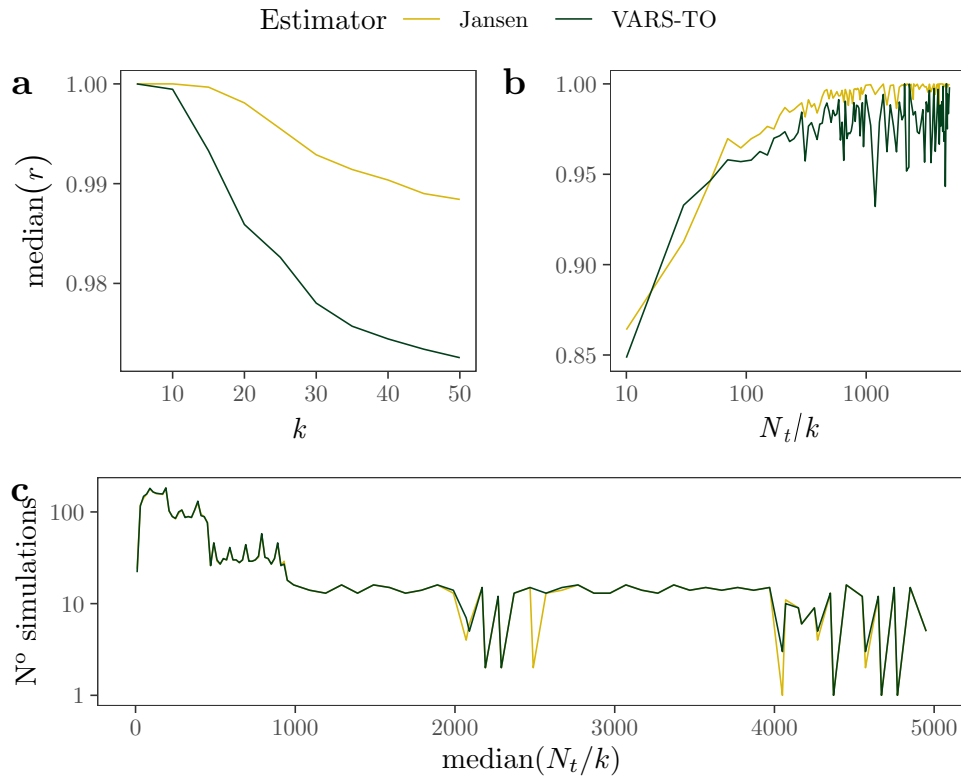 Estimator Jansen VARS-TO
a
median(r)
1.00
0.99
0.98
10 20 30 40 50
k
b
1.00
0.95
0.90
0.85
10 100 1000
N_t/k
c
Nº simulations
100
10
1
0 1000 2000 3000 4000 5000
median(N_t/k)